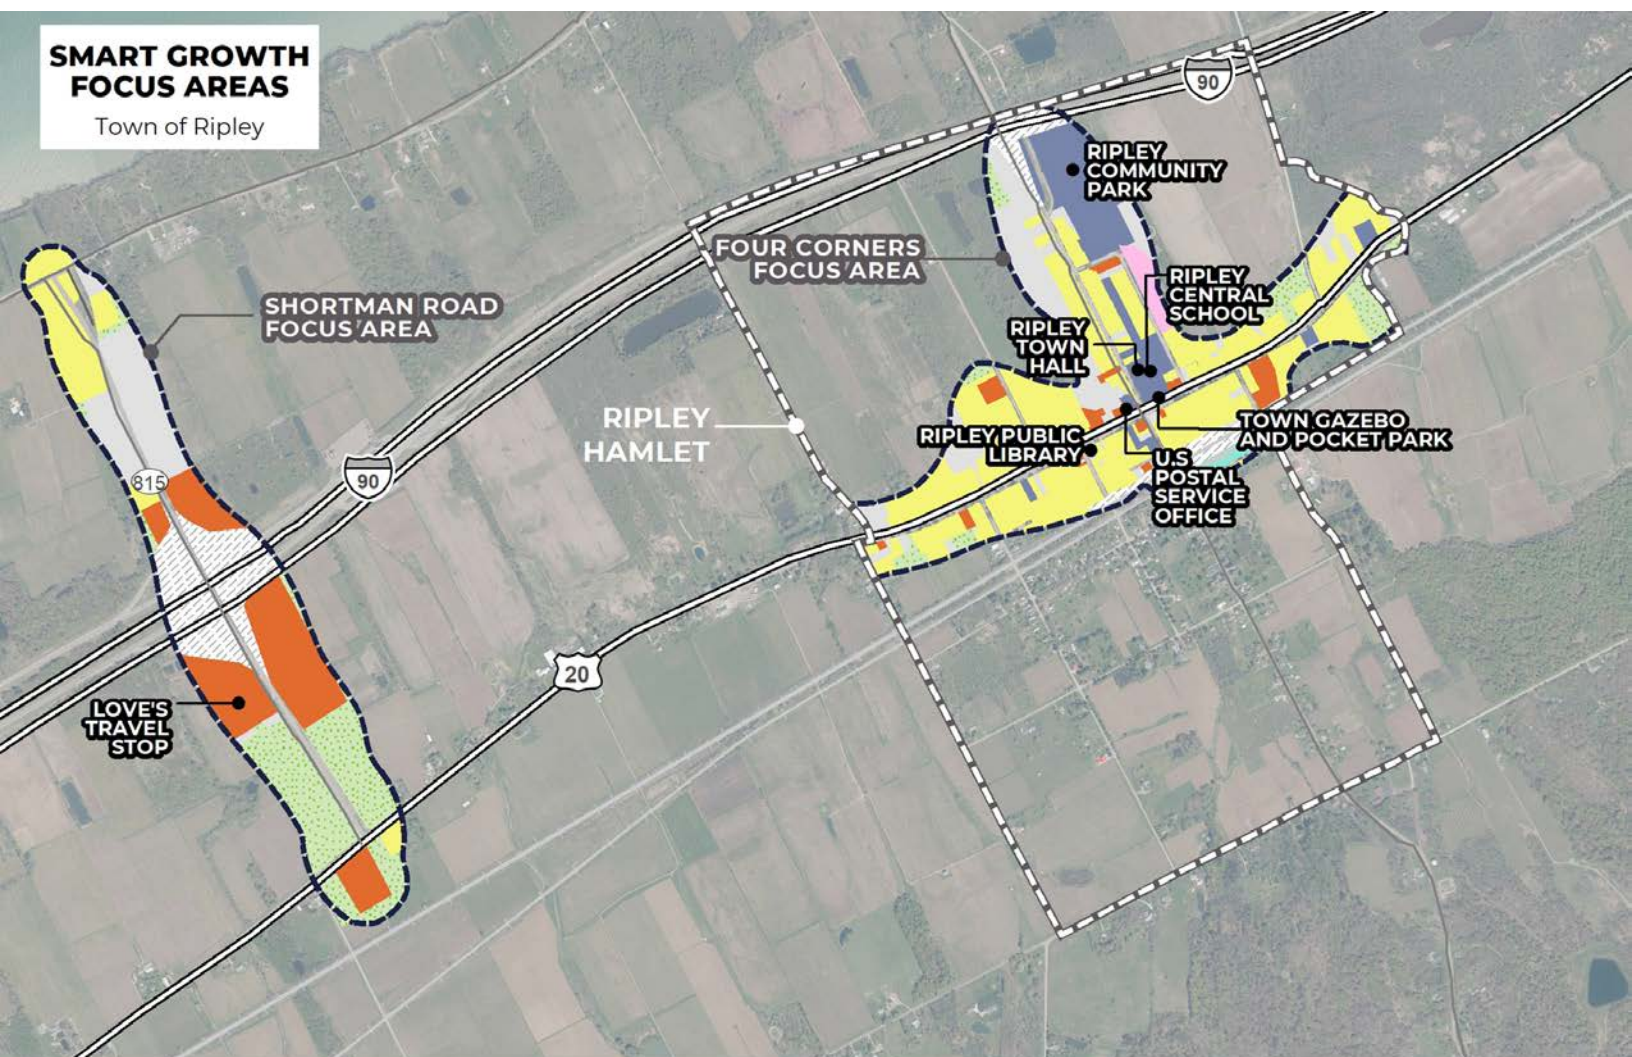 SMART GROWTH
FOCUS AREAS
Town of Ripley
90
RIPLEY
COMMUNITY
PARK
FOUR CORNERS
FOCUS AREA
SHORTMAN ROAD
FOCUS AREA
RIPLEY
CENTRAL
SCHOOL
RIPLEY
TOWN
HALL
RIPLEY
HAMLET
TOWN GAZEBO
AND POCKET PARK
RIPLEY PUBLIC
LIBRARY
U.S
POSTAL
SERVICE
OFFICE
815
90
20
LOVE'S
TRAVEL
STOP